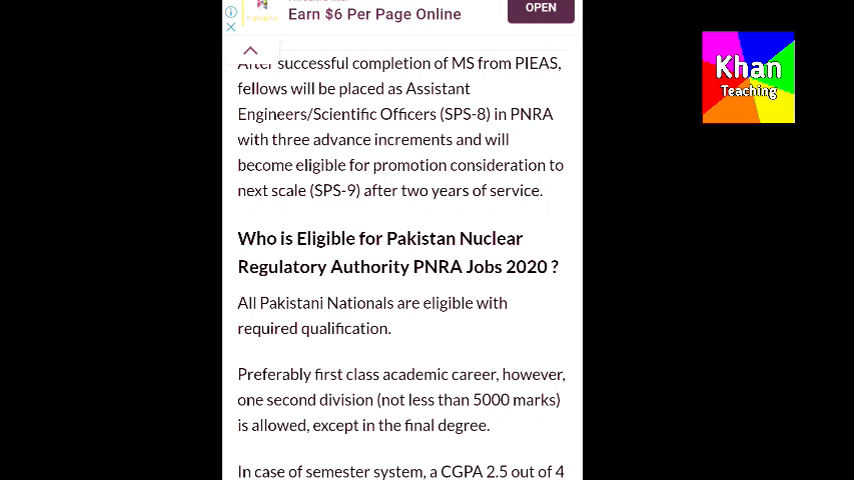 Earn $6 Per Page Online
OPEN
Khan
Teaching
After successful completion of MS from PIEAS,
fellows will be placed as Assistant
Engineers/Scientific Officers (SPS-8) in PNRA
with three advance increments and will
become eligible for promotion consideration to
next scale (SPS-9) after two years of service.
Who is Eligible for Pakistan Nuclear
Regulatory Authority PNRA Jobs 2020 ?
All Pakistani Nationals are eligible with
required qualification.
Preferably first class academic career, however,
one second division (not less than 5000 marks)
is allowed, except in the final degree.
In case of semester system, a CGPA 2.5 out of 4